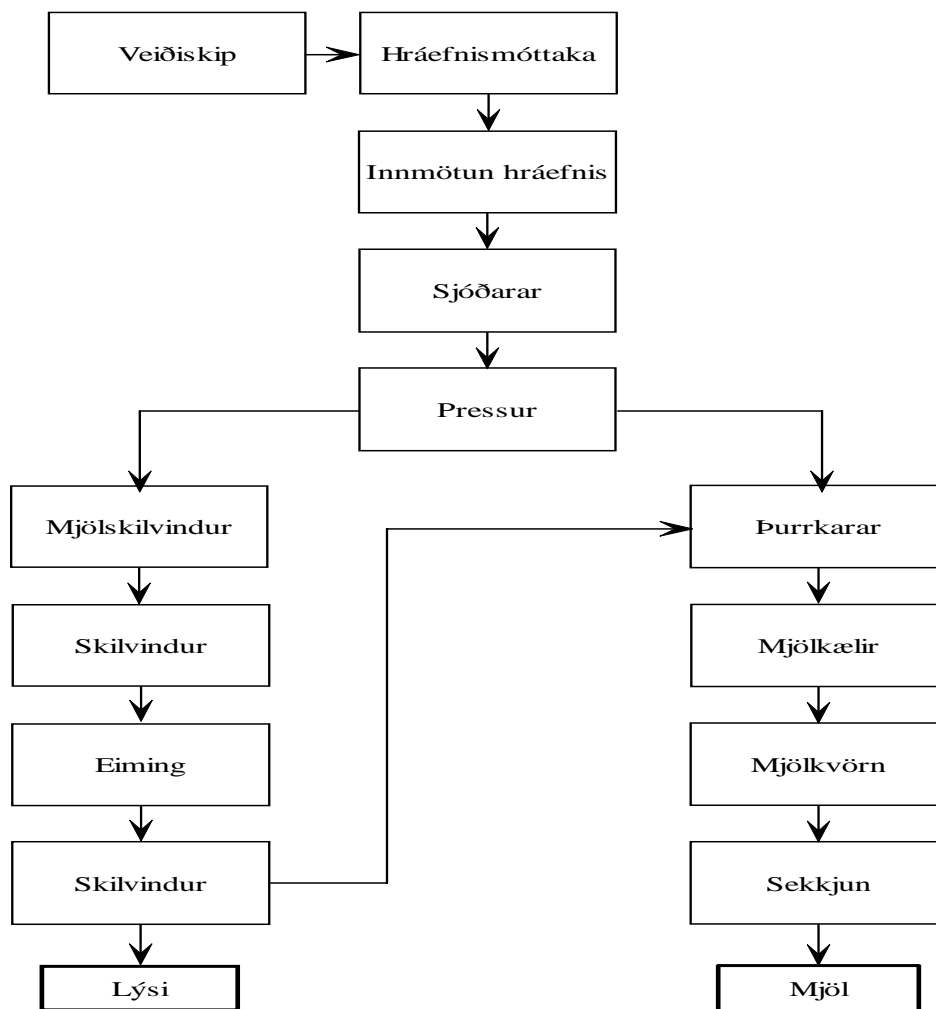 Veiðiskip
Hráefnismóttaka
Innmötun hráefnis
Sjóðarar
Pressur
Mjölskilvindur
Skilvindur
Eiming
Skilvindur
Lýsi
Þurrkarar
Mjölkælir
Mjölkvörn
Sekkjun
Mjöl